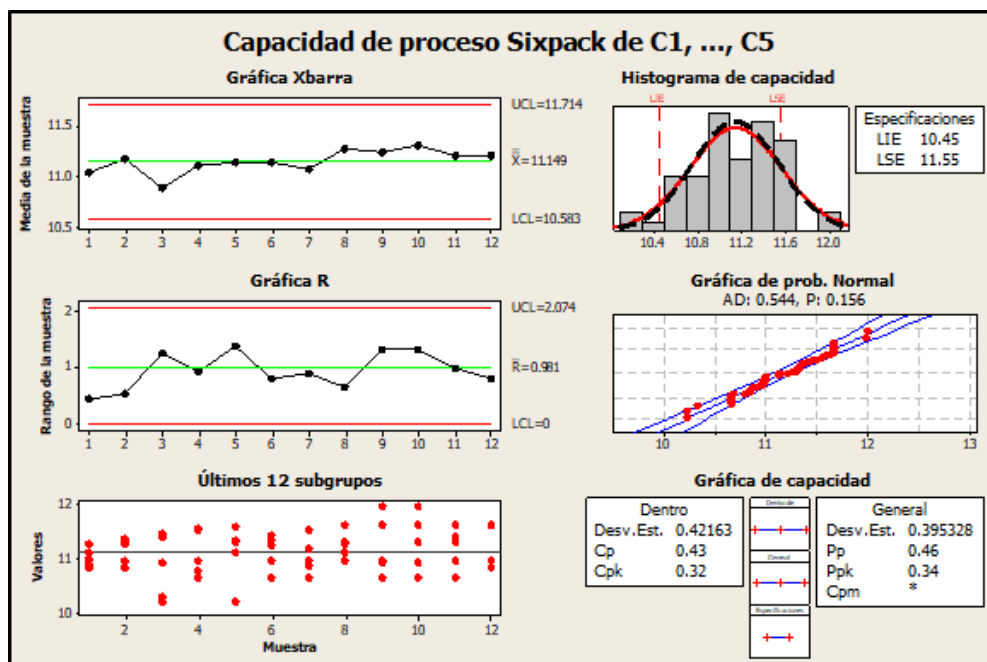 Capacidad de proceso Sixpack de C1, ..., C5
Gráfica Xbarra
Media de la muestra
11.5
11.0
10.5
1 2 3 4 5 6 7 8 9 10 11 12
UCL=11.714
X=11.149
LCL=10.583
Histograma de capacidad
LIE LSE
10.4 10.8 11.2 11.6 12.0
Especificaciones
LIE 10.45
LSE 11.55
Gráfica R
Rango de la muestra
2
1
0
1 2 3 4 5 6 7 8 9 10 11 12
UCL=2.074
R=0.981
LCL=0
Gráfica de prob. Normal
AD: 0.544, P: 0.156
10 11 12 13
Últimos 12 subgrupos
Valores
12
11
10
2 4 6 8 10 12
Muestra
Gráfica de capacidad
Dentro
Desv.Est. 0.42163
Cp 0.43
Cpk 0.32
Dentro de
General
Especificaciones
General
Desv.Est. 0.395328
Pp 0.46
Ppk 0.34
Cpm *